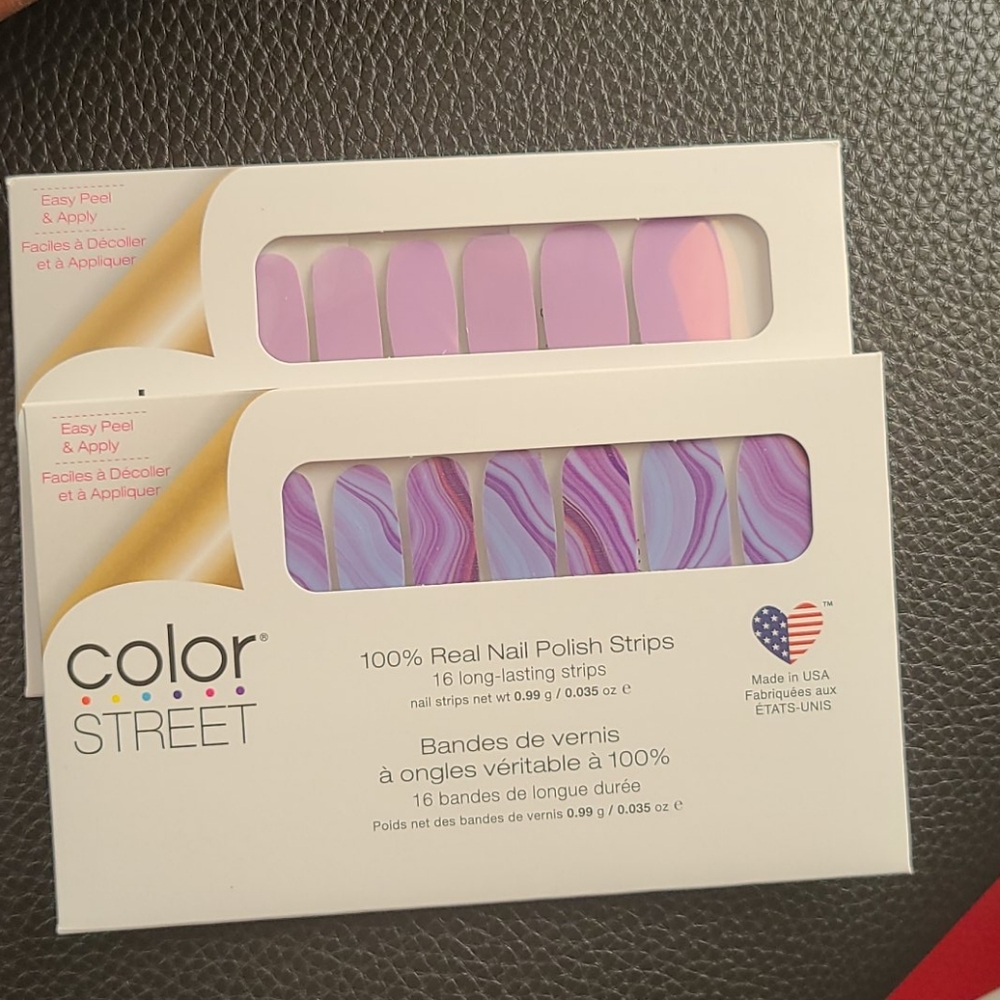 Easy Peel
& Apply
Faciles à Décoller
et à Appliquer
Easy Peel
& Apply
Faciles à Décoller
et à Appliquer
color®
STREET
100% Real Nail Polish Strips
16 long-lasting strips
nail strips net wt 0.99 g / 0.035 oz ℮
Bandes de vernis
à ongles véritable à 100%
16 bandes de longue durée
Poids net des bandes de vernis 0.99 g / 0.035 oz ℮
™
Made in USA
Fabriquées aux
ÉTATS-UNIS